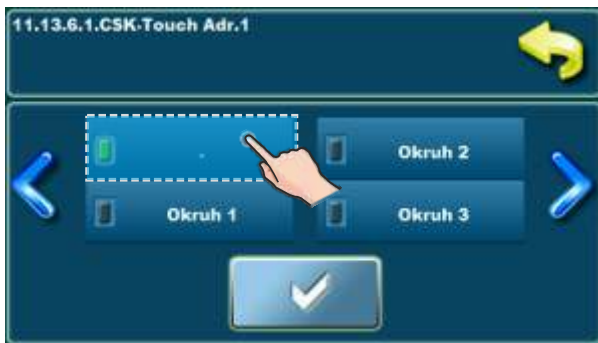 11.13.6.1.CSK-Touch Adr.1
.
Okruh 2
Okruh 1
Okruh 3